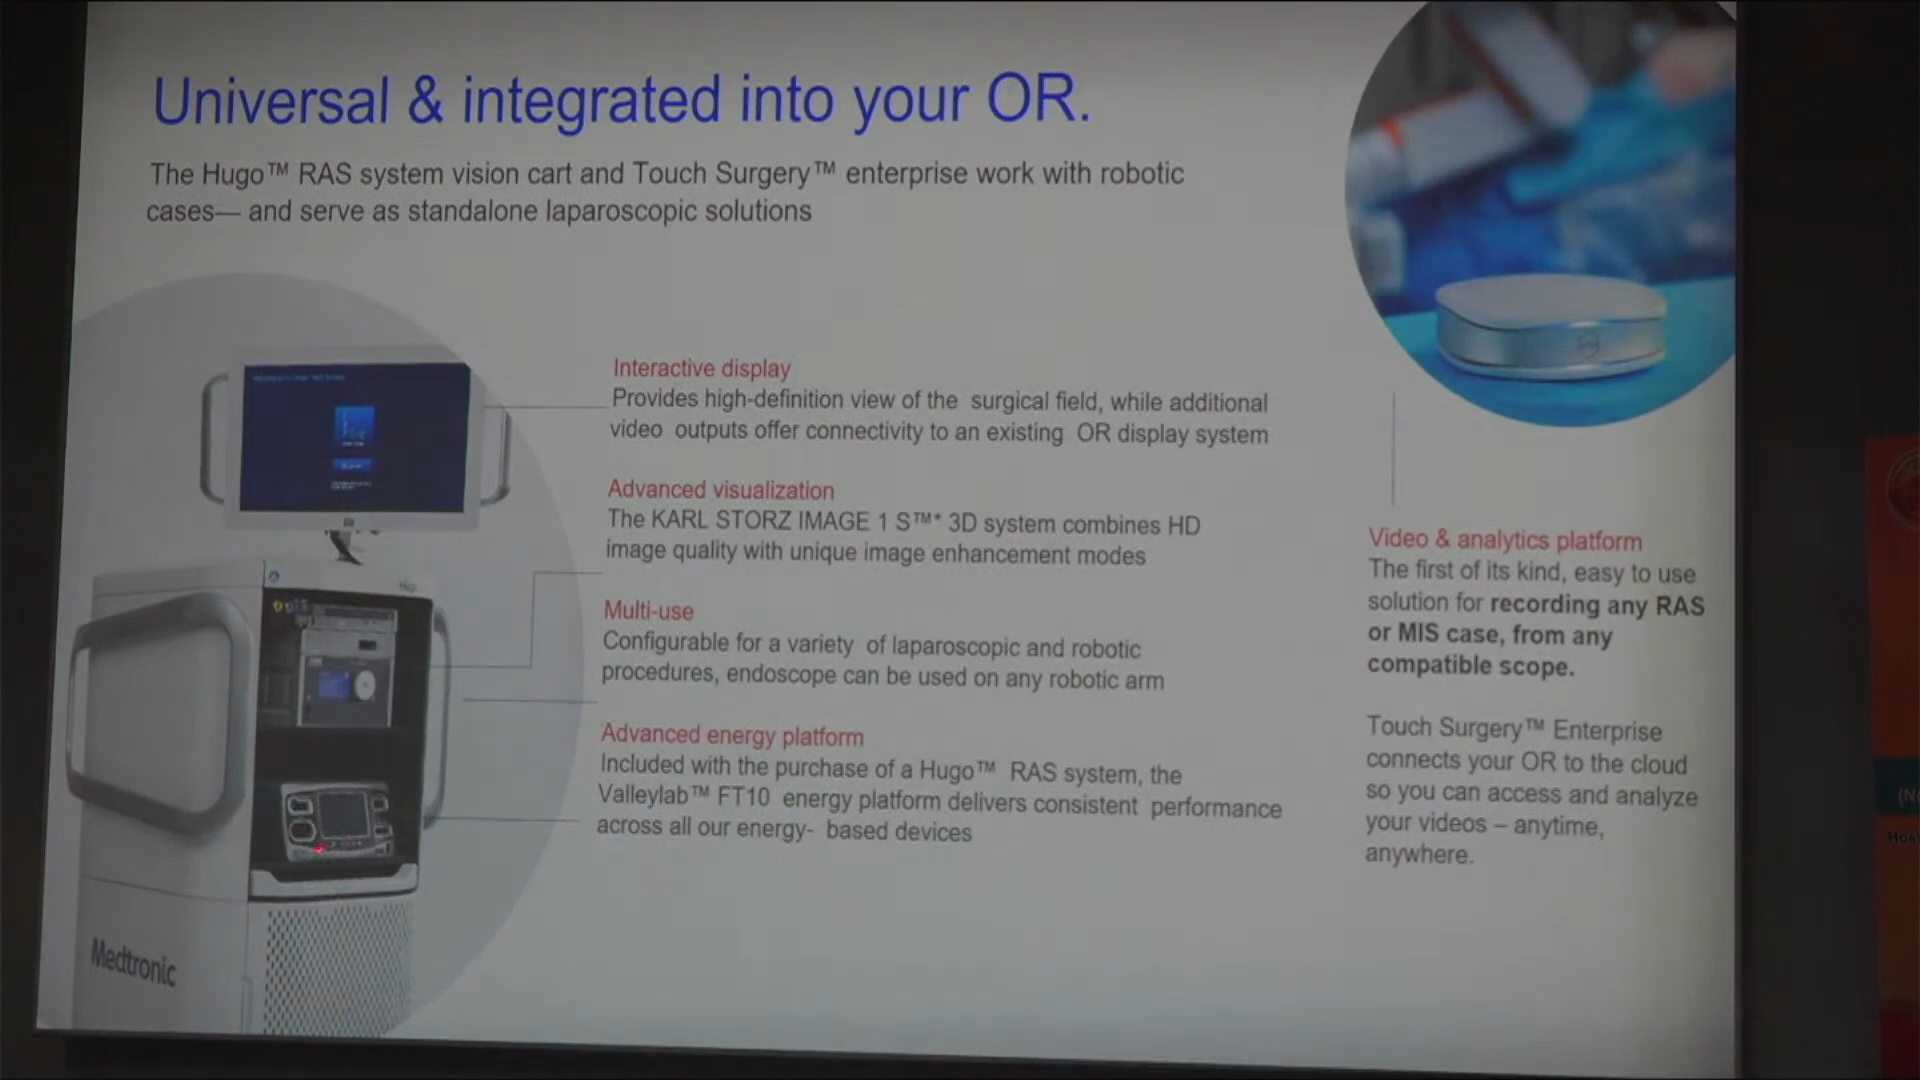 Universal & integrated into your OR.
The Hugo™ RAS system vision cart and Touch Surgery™ enterprise work with robotic
cases— and serve as standalone laparoscopic solutions
Interactive display
Provides high-definition view of the surgical field, while additional
video outputs offer connectivity to an existing OR display system
Advanced visualization
The KARL STORZ IMAGE 1 S™* 3D system combines HD
image quality with unique image enhancement modes
Multi-use
Configurable for a variety of laparoscopic and robotic
procedures, endoscope can be used on any robotic arm
Advanced energy platform
Included with the purchase of a Hugo™ RAS system, the
Valleylab™ FT10 energy platform delivers consistent performance
across all our energy- based devices
Video & analytics platform
The first of its kind, easy to use
solution for recording any RAS
or MIS case, from any
compatible scope.
Touch Surgery™ Enterprise
connects your OR to the cloud
so you can access and analyze
your videos – anytime,
anywhere.
Medtronic